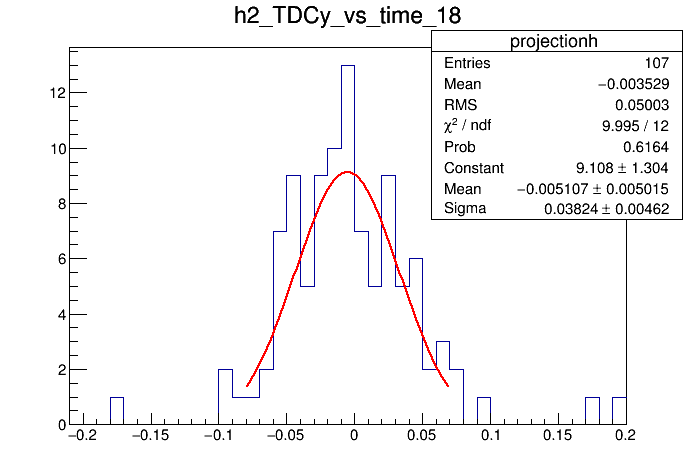 h2_TDCy_vs_time_18
projectionh
Entries 107
Mean −0.003529
RMS 0.05003
χ² / ndf 9.995 / 12
Prob 0.6164
Constant 9.108 ± 1.304
Mean −0.005107 ± 0.005015
Sigma 0.03824 ± 0.00462
12
10
8
6
4
2
0
−0.2 −0.15 −0.1 −0.05 0 0.05 0.1 0.15 0.2